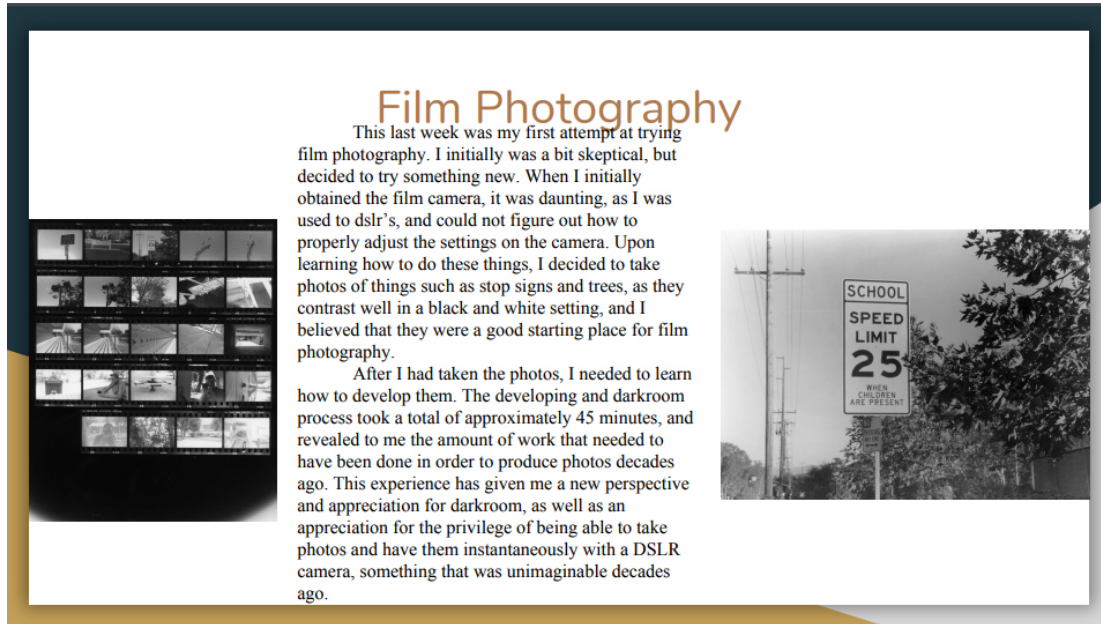 Film Photography
This last week was my first attempt at trying
film photography. I initially was a bit skeptical, but
decided to try something new. When I initially
obtained the film camera, it was daunting, as I was
used to dslr’s, and could not figure out how to
properly adjust the settings on the camera. Upon
learning how to do these things, I decided to take
photos of things such as stop signs and trees, as they
contrast well in a black and white setting, and I
believed that they were a good starting place for film
photography.
After I had taken the photos, I needed to learn
how to develop them. The developing and darkroom
process took a total of approximately 45 minutes, and
revealed to me the amount of work that needed to
have been done in order to produce photos decades
ago. This experience has given me a new perspective
and appreciation for darkroom, as well as an
appreciation for the privilege of being able to take
photos and have them instantaneously with a DSLR
camera, something that was unimaginable decades
ago.
SCHOOL
SPEED
LIMIT
25
WHEN
CHILDREN
ARE PRESENT